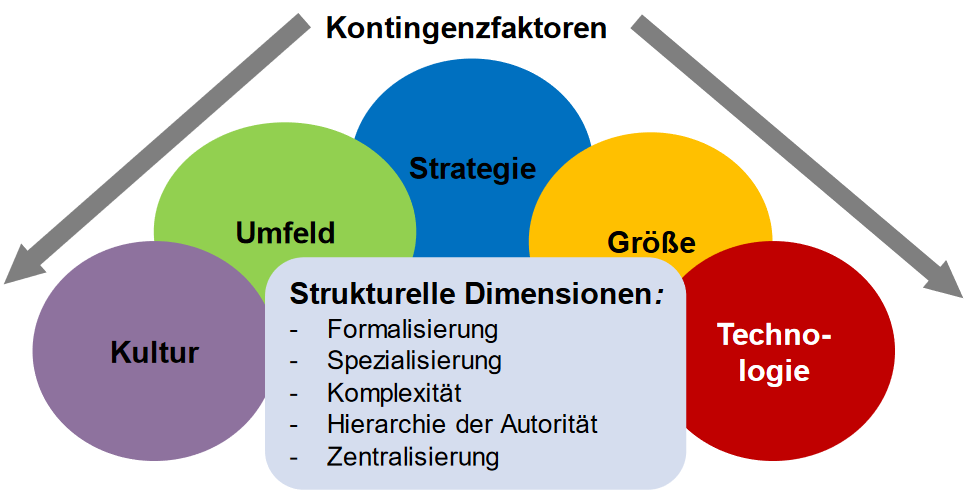 Kontingenzfaktoren
Strategie
Umfeld
Größe
Kultur
Techno-
logie
Strukturelle Dimensionen:
- Formalisierung
- Spezialisierung
- Komplexität
- Hierarchie der Autorität
- Zentralisierung